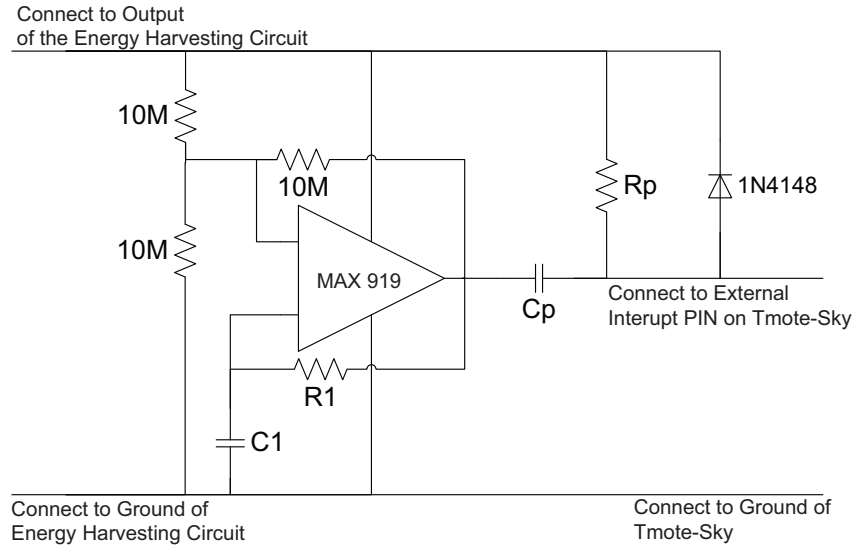 Connect to Output
of the Energy Harvesting Circuit
10M
10M
Rp
1N4148
10M
MAX 919
Cp
Connect to External
Interupt PIN on Tmote-Sky
R1
C1
Connect to Ground of
Energy Harvesting Circuit
Connect to Ground of
Tmote-Sky